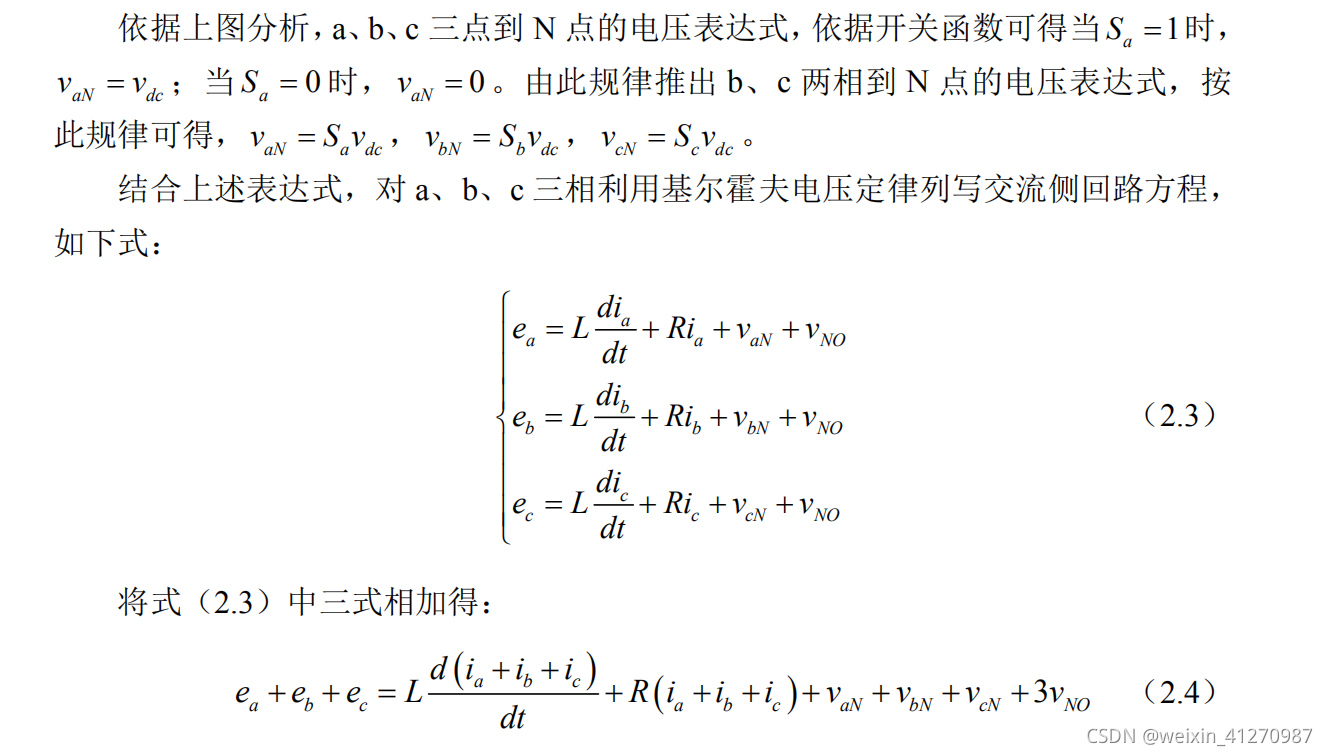 依据上图分析，a、b、c 三点到 N 点的电压表达式，依据开关函数可得当 $S_a = 1$ 时，
$v_{aN} = v_{dc}$；当 $S_a = 0$ 时，$v_{aN} = 0$。由此规律推出 b、c 两相到 N 点的电压表达式，按
此规律可得，$v_{aN} = S_a v_{dc}$，$v_{bN} = S_b v_{dc}$，$v_{cN} = S_c v_{dc}$。
结合上述表达式，对 a、b、c 三相利用基尔霍夫电压定律列写交流侧回路方程，
如下式：
$e_a = L\frac{di_a}{dt} + Ri_a + v_{aN} + v_{NO}$
$e_b = L\frac{di_b}{dt} + Ri_b + v_{bN} + v_{NO}$ （2.3）
$e_c = L\frac{di_c}{dt} + Ri_c + v_{cN} + v_{NO}$
将式（2.3）中三式相加得：
$e_a + e_b + e_c = L\frac{d(i_a + i_b + i_c)}{dt} + R(i_a + i_b + i_c) + v_{aN} + v_{bN} + v_{cN} + 3v_{NO}$ （2.4）
CSDN @weixin_41270987